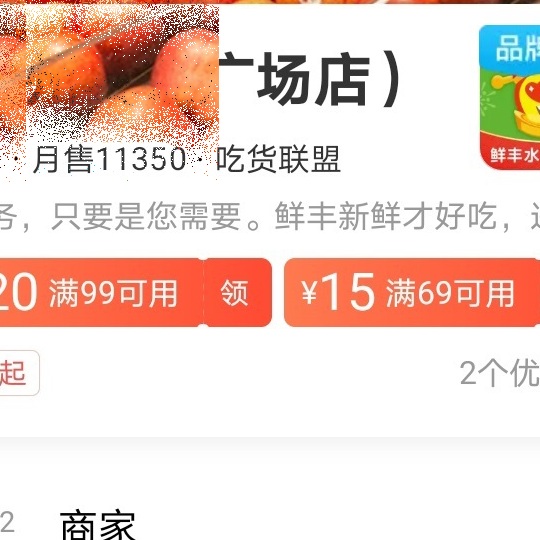 广场店)
品牌
鲜丰水
· 月售11350 · 吃货联盟
务，只要是您需要。鲜丰新鲜才好吃，
20 满99可用 领
¥15 满69可用
起
2个优
2 商家